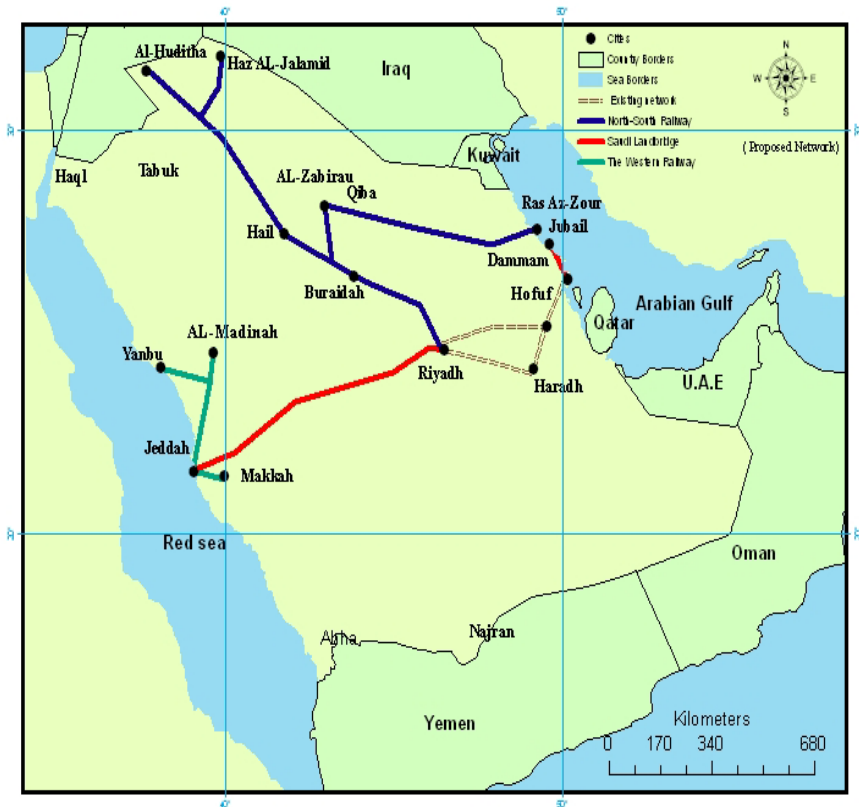 Al-Huditha
Haz AL-Jalamid
Iraq
Cities
Country Borders
Sea Borders
Existing network
North-South Railway
Saudi Landbridge
The Western Railway
( Proposed Network)
N
W
E
S
Kuwait
Haql
Tabuk
AL-Zabirau
Qiba
Ras Az-Zour
Jubail
Hail
Dammam
Buraidah
Hofuf
Arabian Gulf
Qatar
AL-Madinah
Yanbu
Riyadh
Haradh
U.A.E
Jeddah
Makkah
Red sea
Oman
Abha
Najran
Yemen
Kilometers
0 170 340 680
40°
50°